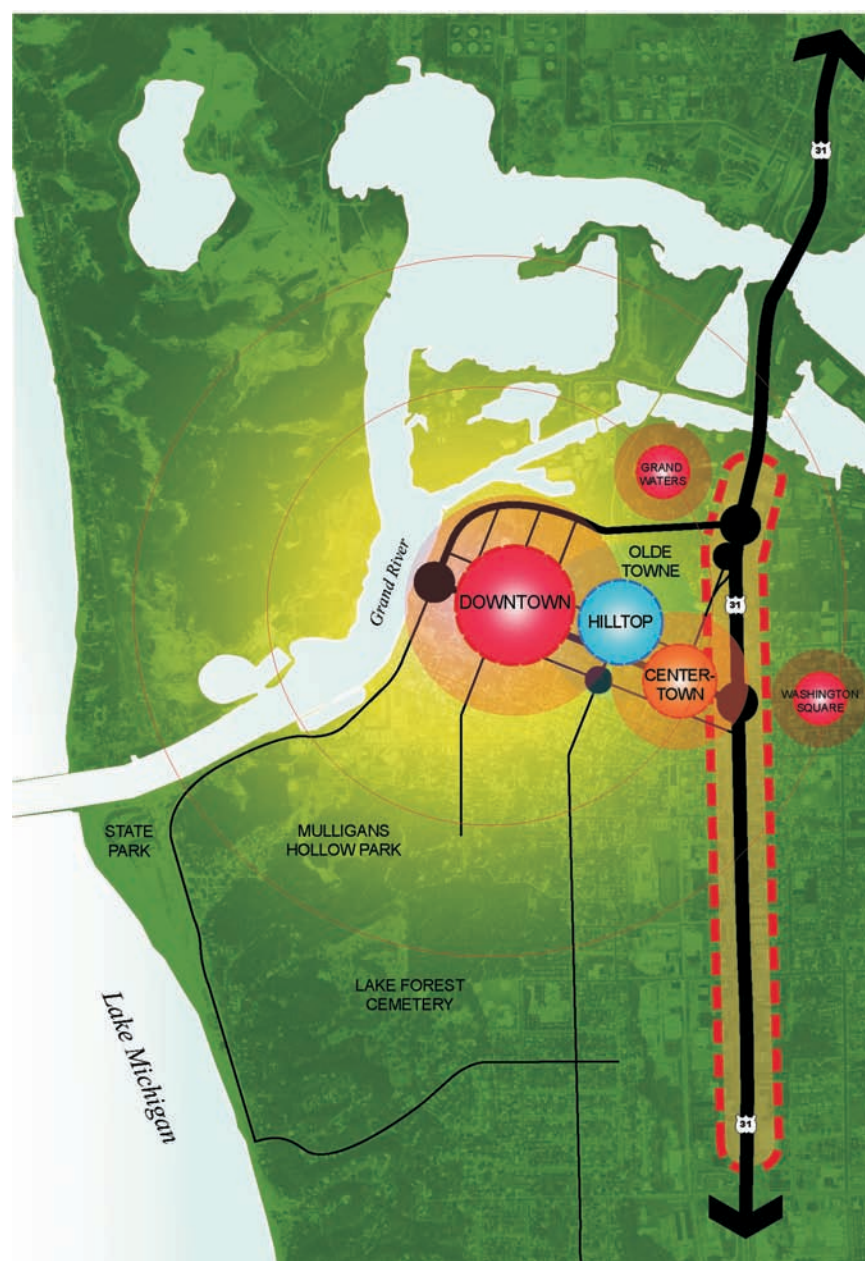 31
GRAND
WATERS
Grand River
OLDE
TOWNE
DOWNTOWN
31
HILLTOP
CENTER-
TOWN
WASHINGTON
SQUARE
STATE
PARK
MULLIGANS
HOLLOW PARK
LAKE FOREST
CEMETERY
Lake Michigan
31